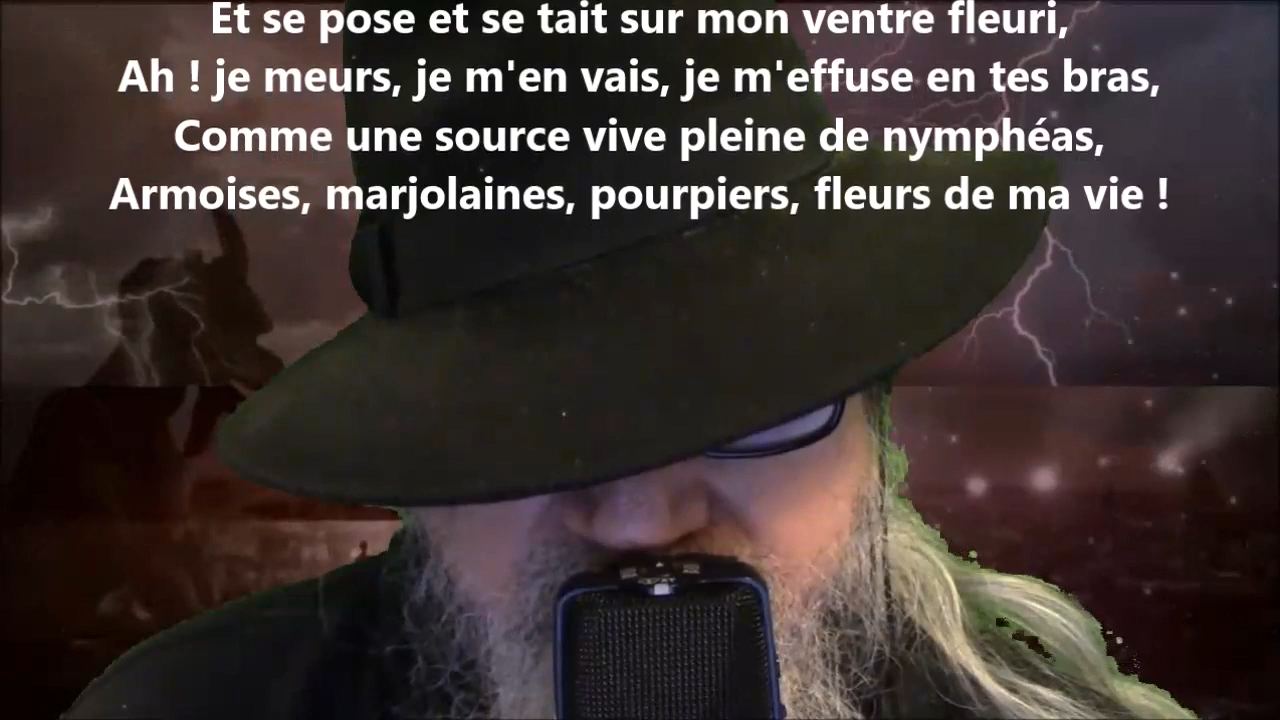 Et se pose et se tait sur mon ventre fleuri,
Ah ! je meurs, je m'en vais, je m'effuse en tes bras,
Comme une source vive pleine de nymphéas,
Armoises, marjolaines, pourpiers, fleurs de ma vie !